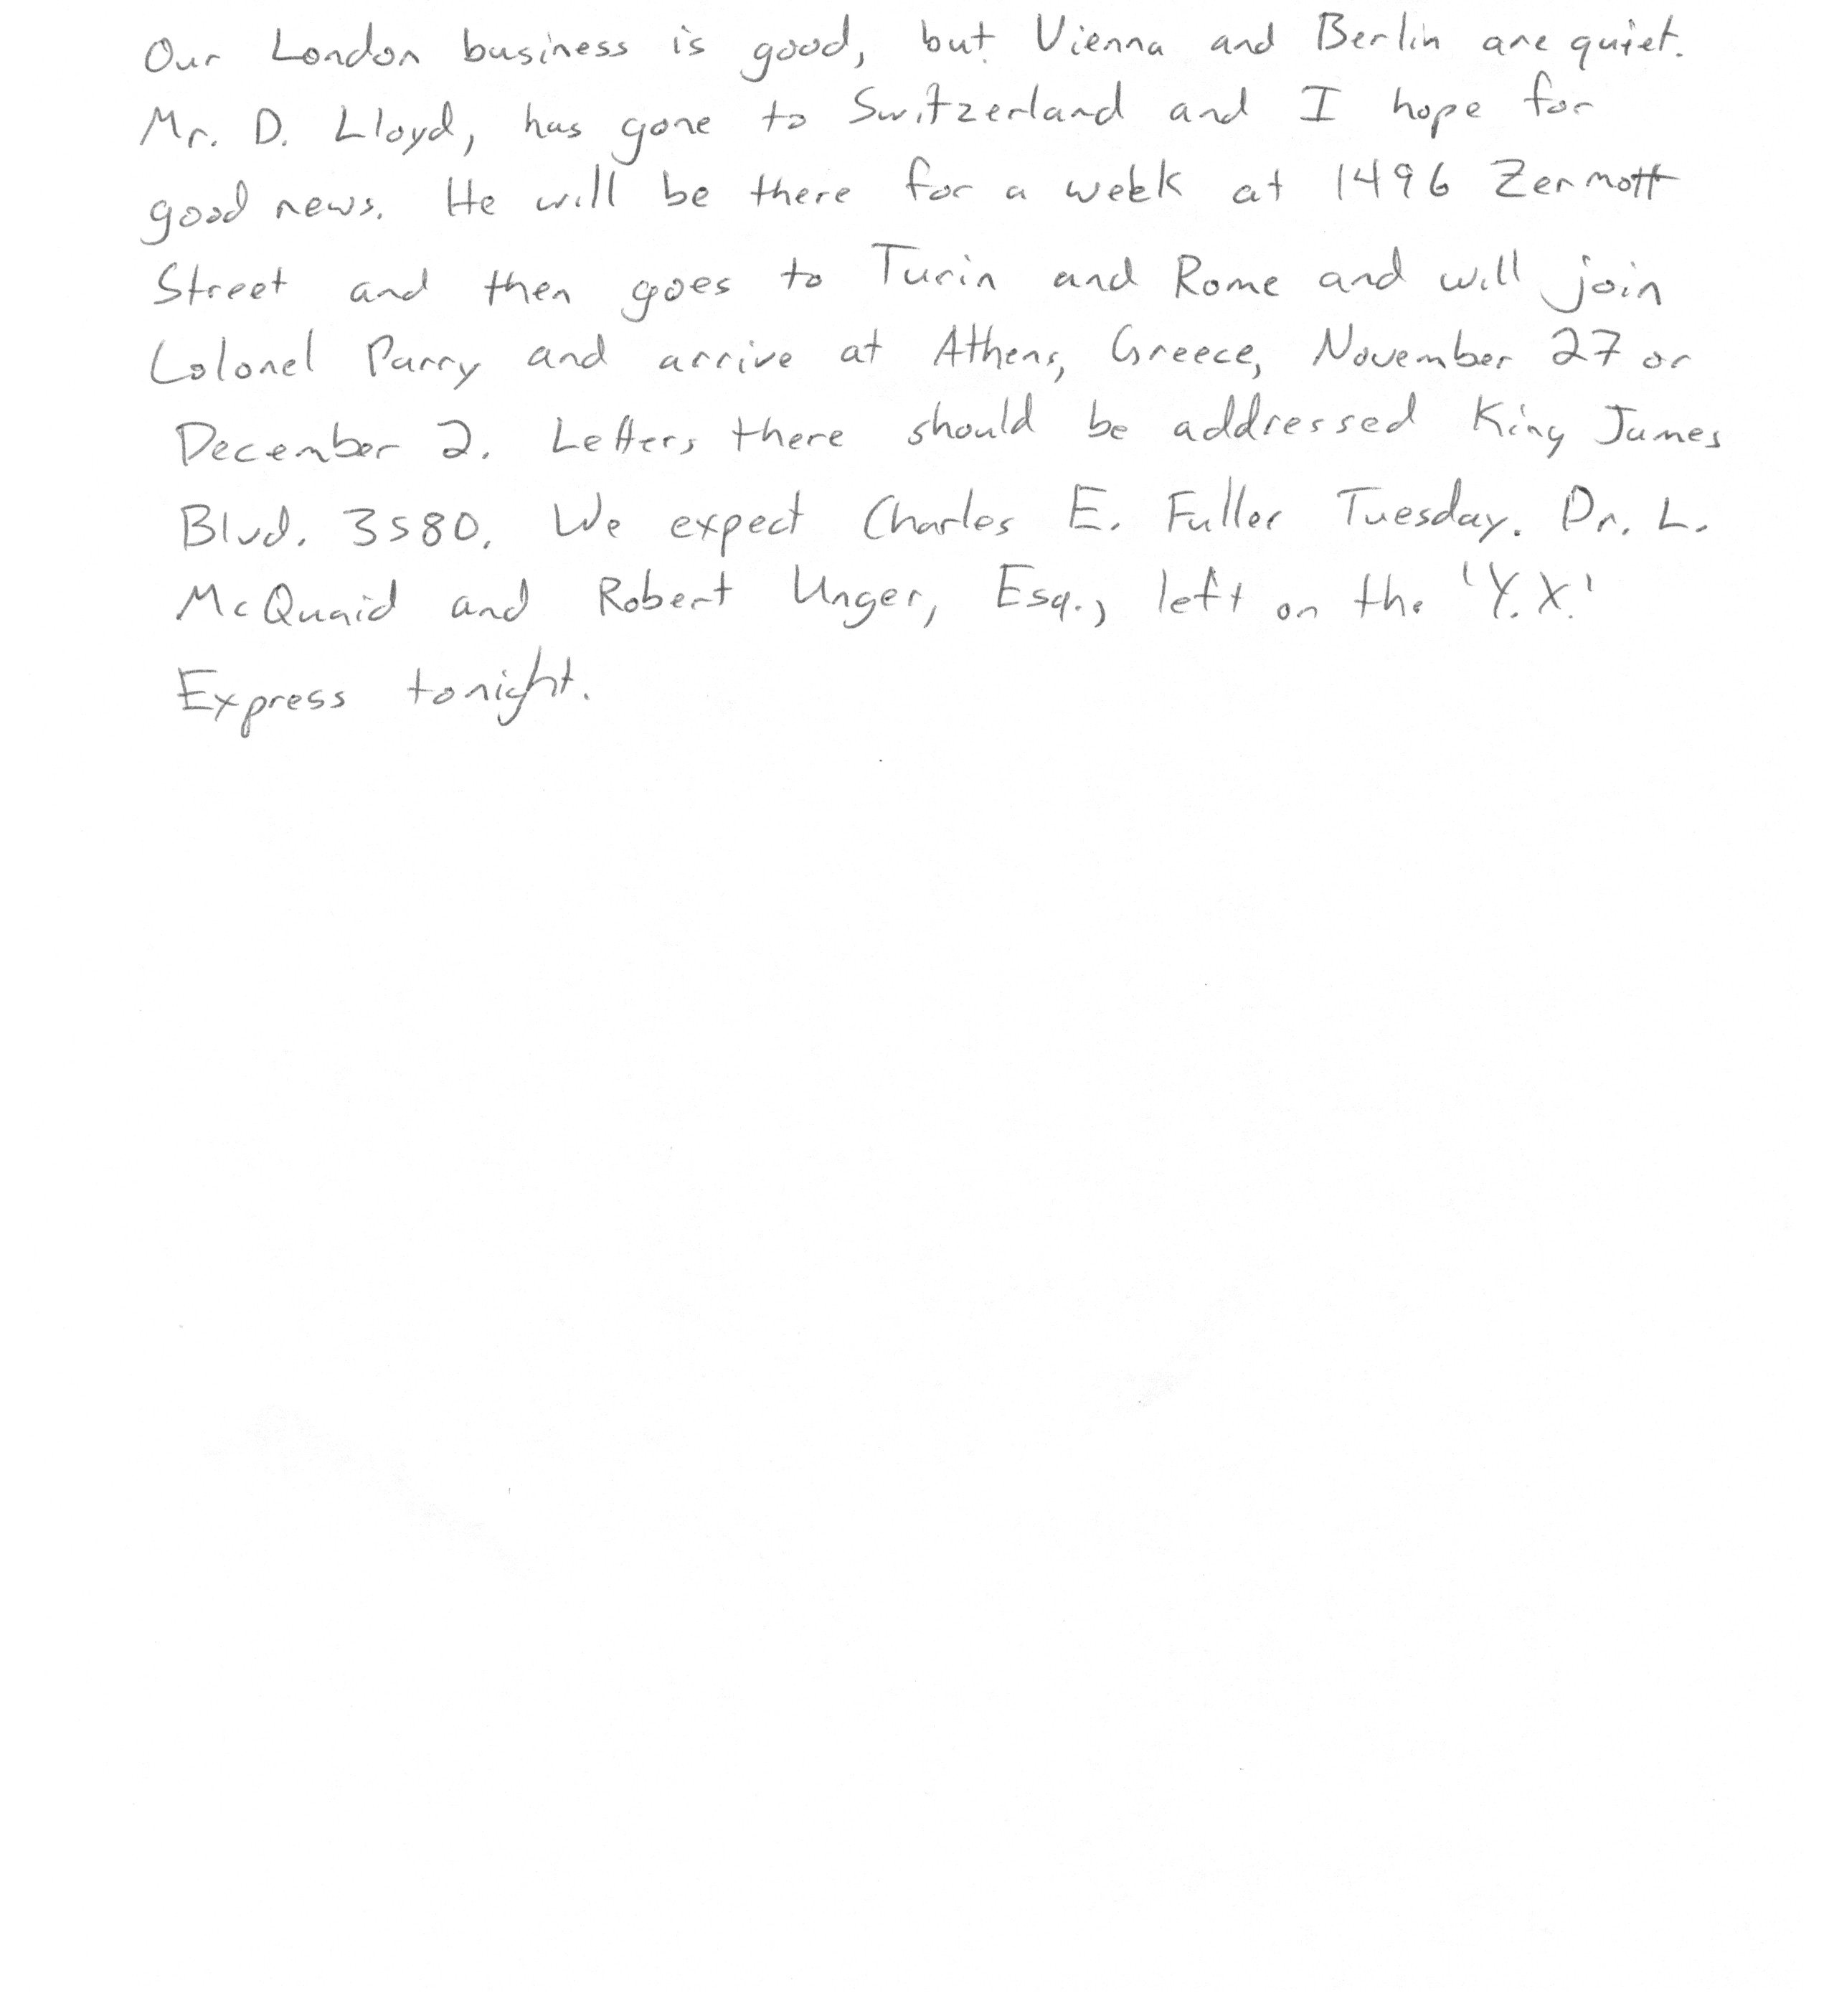 Our London business is good, but Vienna and Berlin are quiet.
Mr. D. Lloyd, has gone to Switzerland and I hope for
good news. He will be there for a week at 1496 Zermott
Street and then goes to Turin and Rome and will join
Colonel Parry and arrive at Athens, Greece, November 27 or
December 2. Letters there should be addressed King James
Blvd. 3580. We expect Charles E. Fuller Tuesday. Dr. L.
McQuaid and Robert Unger, Esq., left on the 'Y.X.'
Express tonight.